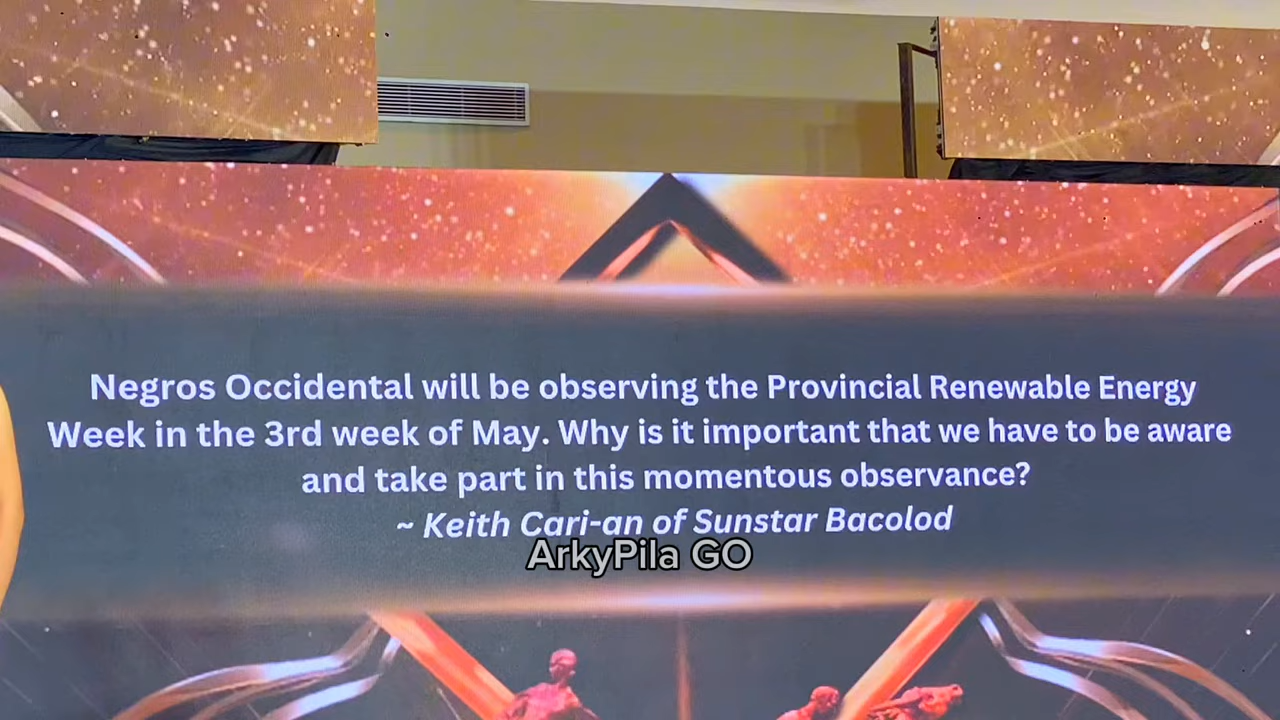 Negros Occidental will be observing the Provincial Renewable Energy
Week in the 3rd week of May. Why is it important that we have to be aware
and take part in this momentous observance?
~ Keith Cari-an of Sunstar Bacolod
ArkyPila GO